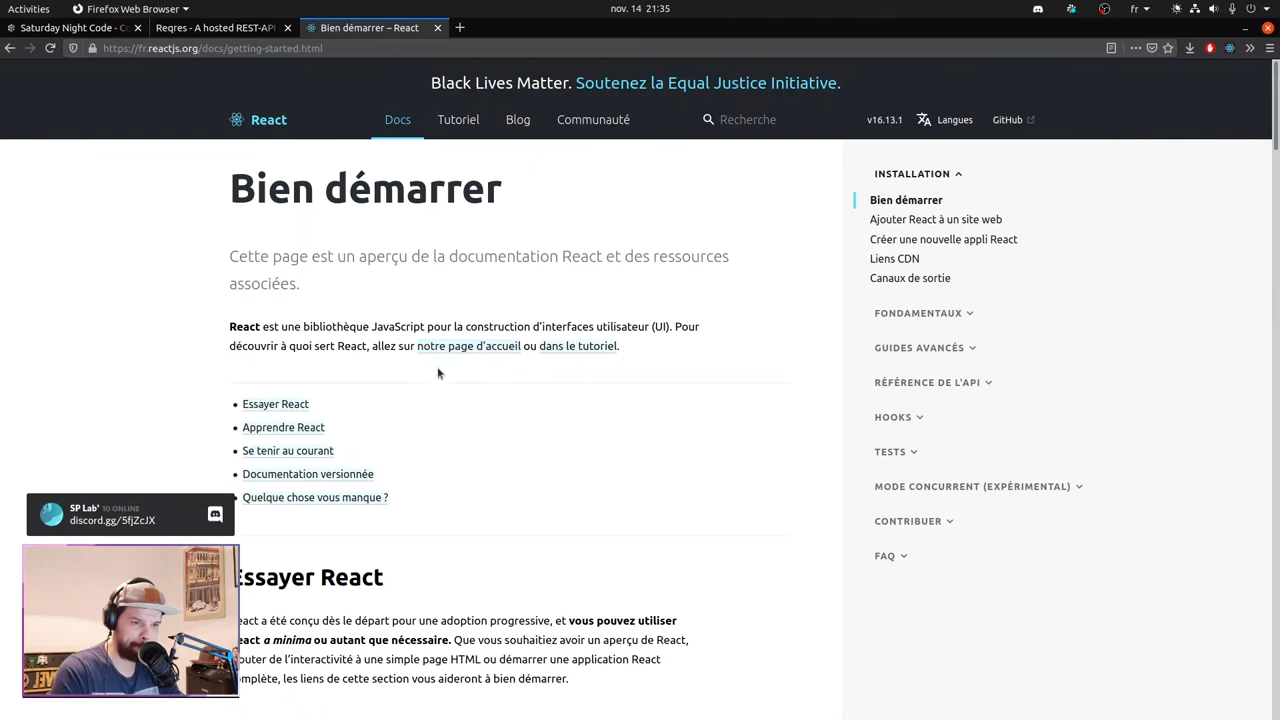 Activities
Firefox Web Browser
nov. 14 21:35
fr
Saturday Night Code - Co
Reqres - A hosted REST-API
Bien démarrer – React
https://fr.reactjs.org/docs/getting-started.html
Black Lives Matter. Soutenez la Equal Justice Initiative.
React
Docs
Tutoriel
Blog
Communauté
Recherche
v16.13.1
Langues
GitHub
Bien démarrer
Cette page est un aperçu de la documentation React et des ressources
associées.
React est une bibliothèque JavaScript pour la construction d’interfaces utilisateur (UI). Pour
découvrir à quoi sert React, allez sur notre page d’accueil ou dans le tutoriel.
Essayer React
Apprendre React
Se tenir au courant
Documentation versionnée
Quelque chose vous manque ?
Essayer React
React a été conçu dès le départ pour une adoption progressive, et vous pouvez utiliser
React a minima ou autant que nécessaire. Que vous souhaitiez avoir un aperçu de React,
jouter de l’interactivité à une simple page HTML ou démarrer une application React
complète, les liens de cette section vous aideront à bien démarrer.
INSTALLATION
Bien démarrer
Ajouter React à un site web
Créer une nouvelle appli React
Liens CDN
Canaux de sortie
FONDAMENTAUX
GUIDES AVANCÉS
RÉFÉRENCE DE L'API
HOOKS
TESTS
MODE CONCURRENT (EXPÉRIMENTAL)
CONTRIBUER
FAQ
SP Lab' 10 ONLINE
discord.gg/5fjZcJX